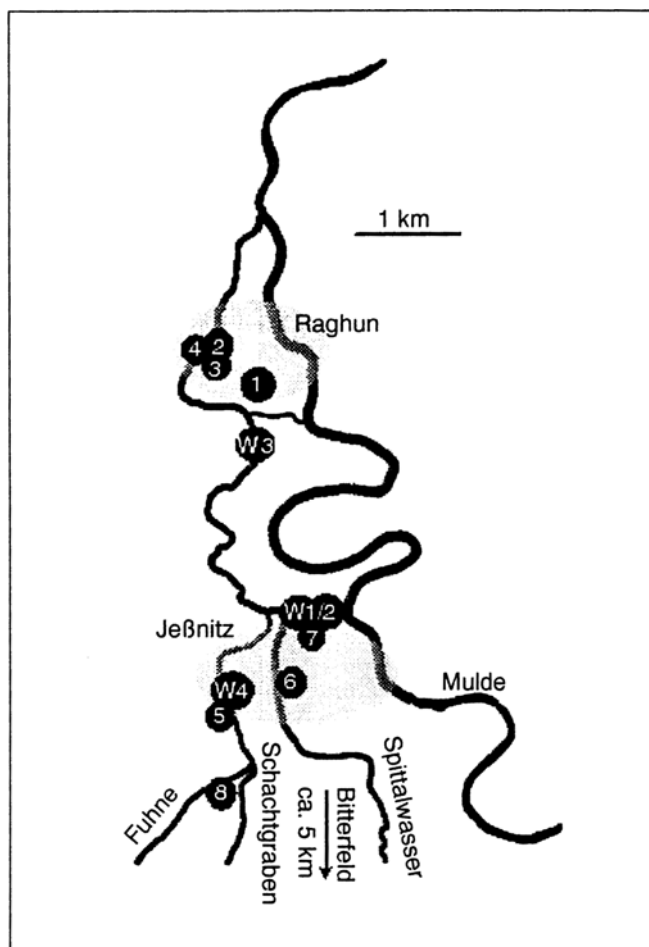 1 km
Raghun
4
2
3
1
W3
Jeßnitz
W1/2
7
W4
6
Mulde
5
8
Fuhne
Schachtgraben
Bitterfeld
ca. 5 km
Spittalwasser